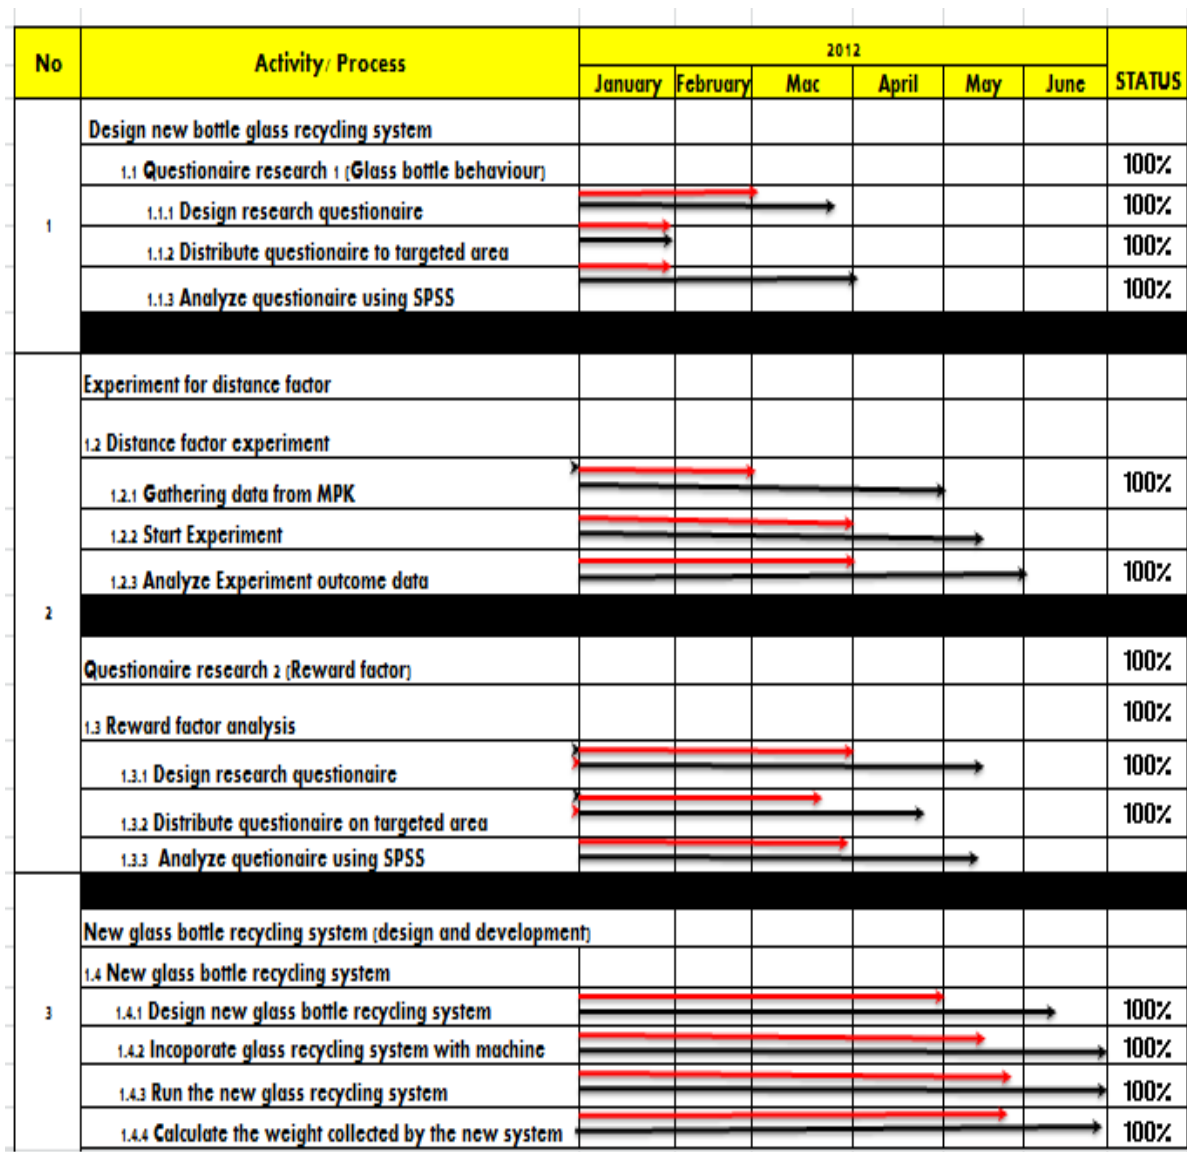 No Activity/ Process 2012 STATUS
January February Mac April May June
1
Design new bottle glass recycling system
1.1 Questionaire research 1 (Glass bottle behaviour) 100%
1.1.1 Design research questionaire 100%
1.1.2 Distribute questionaire to targeted area 100%
1.1.3 Analyze questionaire using SPSS 100%
2
Experiment for distance factor
1.2 Distance factor experiment
1.2.1 Gathering data from MPK 100%
1.2.2 Start Experiment
1.2.3 Analyze Experiment outcome data 100%
Questionaire research 2 (Reward factor) 100%
1.3 Reward factor analysis 100%
1.3.1 Design research questionaire 100%
1.3.2 Distribute questionaire on targeted area 100%
1.3.3 Analyze quetionaire using SPSS
3
New glass bottle recycling system (design and development)
1.4 New glass bottle recycling system
1.4.1 Design new glass bottle recycling system 100%
1.4.2 Incoporate glass recycling system with machine 100%
1.4.3 Run the new glass recycling system 100%
1.4.4 Calculate the weight collected by the new system 100%